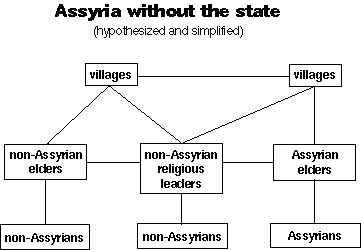 Assyria without the state
(hypothesized and simplified)
villages
villages
non-Assyrian
elders
non-Assyrian
religious
leaders
Assyrian
elders
non-Assyrians
non-Assyrians
Assyrians